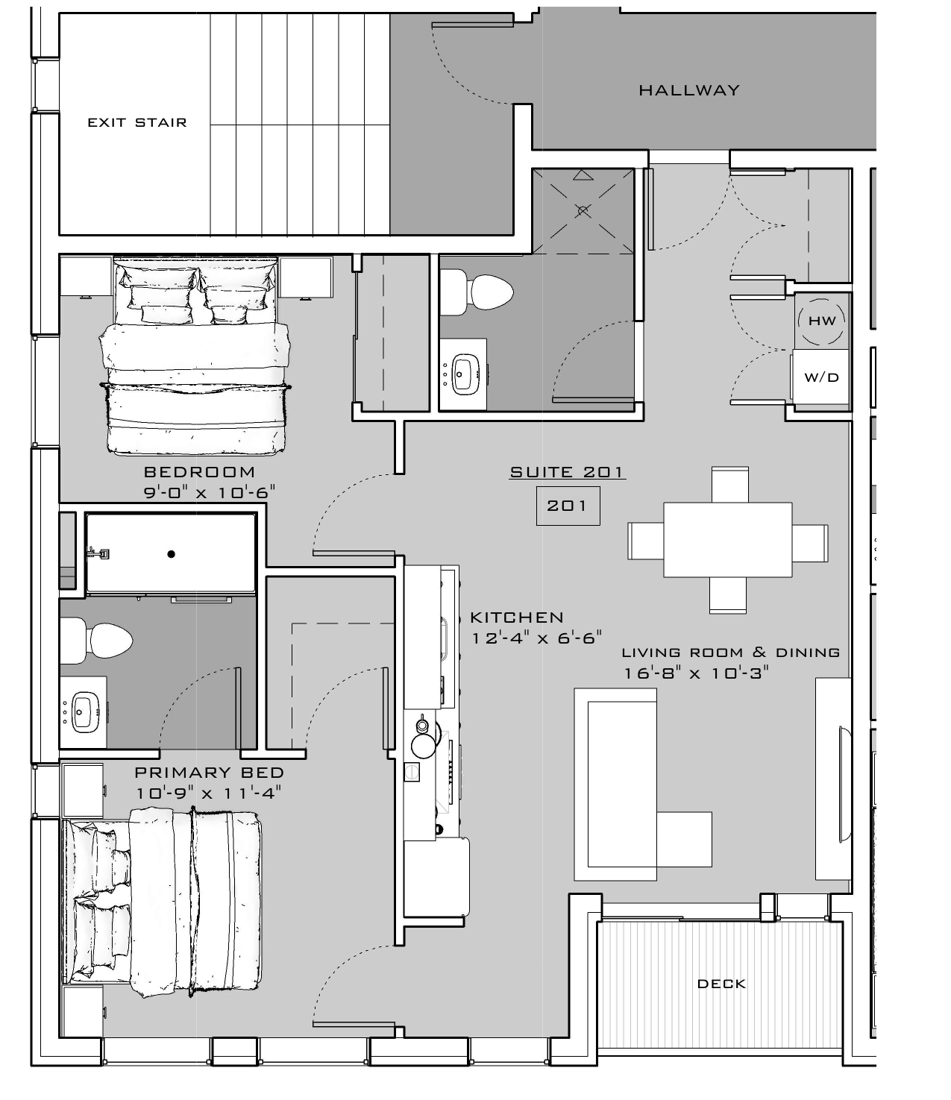 HALLWAY
EXIT STAIR
HW
W/D
BEDROOM
9'-0" x 10'-6"
SUITE 201
201
KITCHEN
12'-4" x 6'-6"
LIVING ROOM & DINING
16'-8" x 10'-3"
PRIMARY BED
10'-9" x 11'-4"
DECK